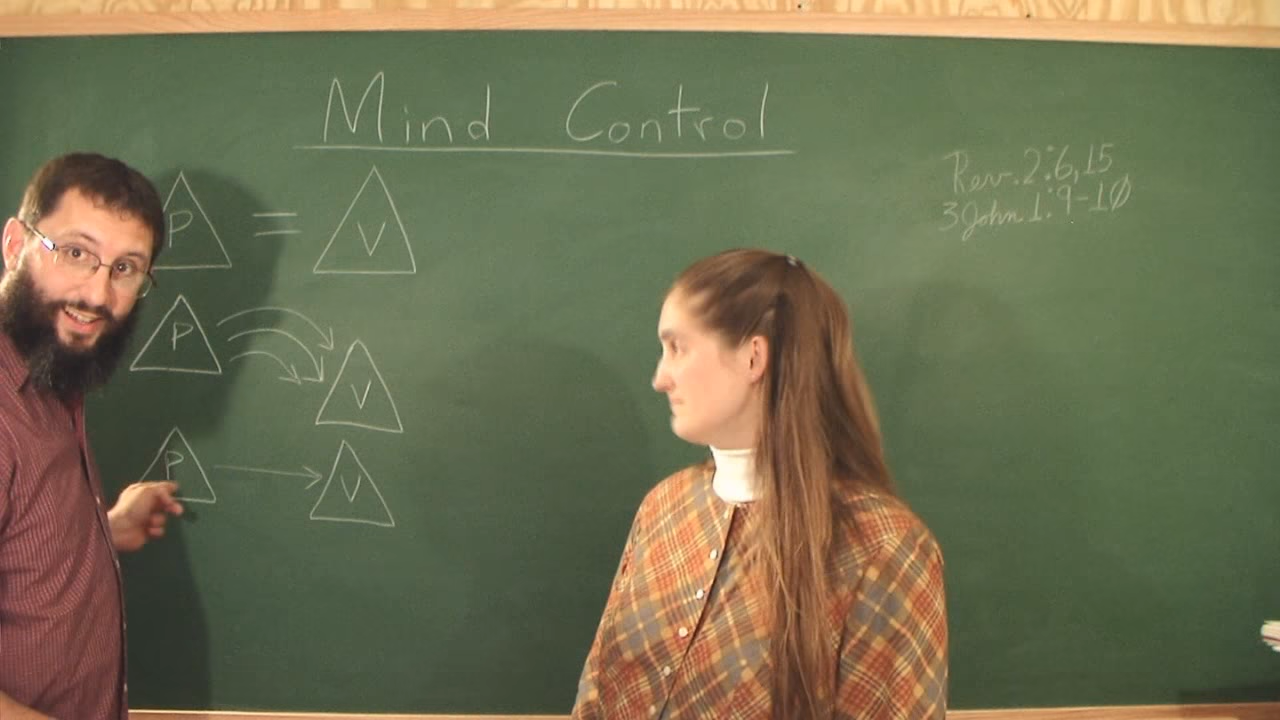 Mind Control
Rev. 2:6,15
3 John 1:9-10
P = V
P V
P V